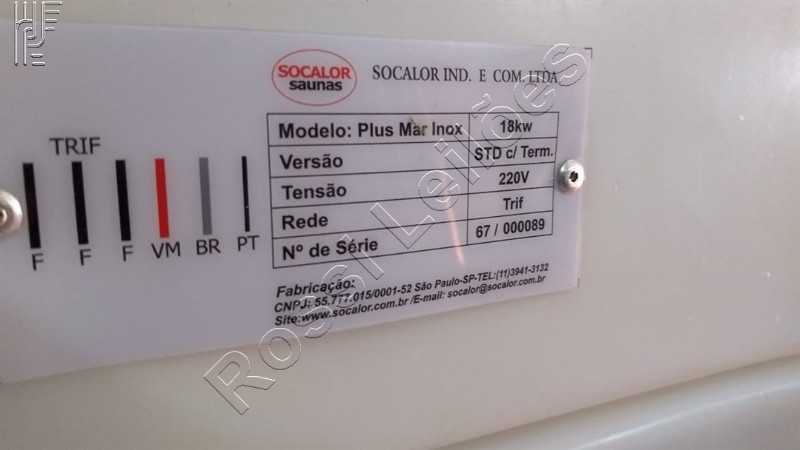 SOCALOR
saunas
SOCALOR IND. E COM. LTDA
TRIF
F F F VM BR PT
Modelo: Plus Mar Inox 18kw
Versão STD c/ Term.
Tensão 220V
Rede Trif
Nº de Série 67 / 000089
Fabricação:
CNPJ: 55.777.015/0001-52 São Paulo-SP-TEL:(11)3941-3132
Site:www.socalor.com.br /E-mail: socalor@socalor.com.br
Rossi Leilões